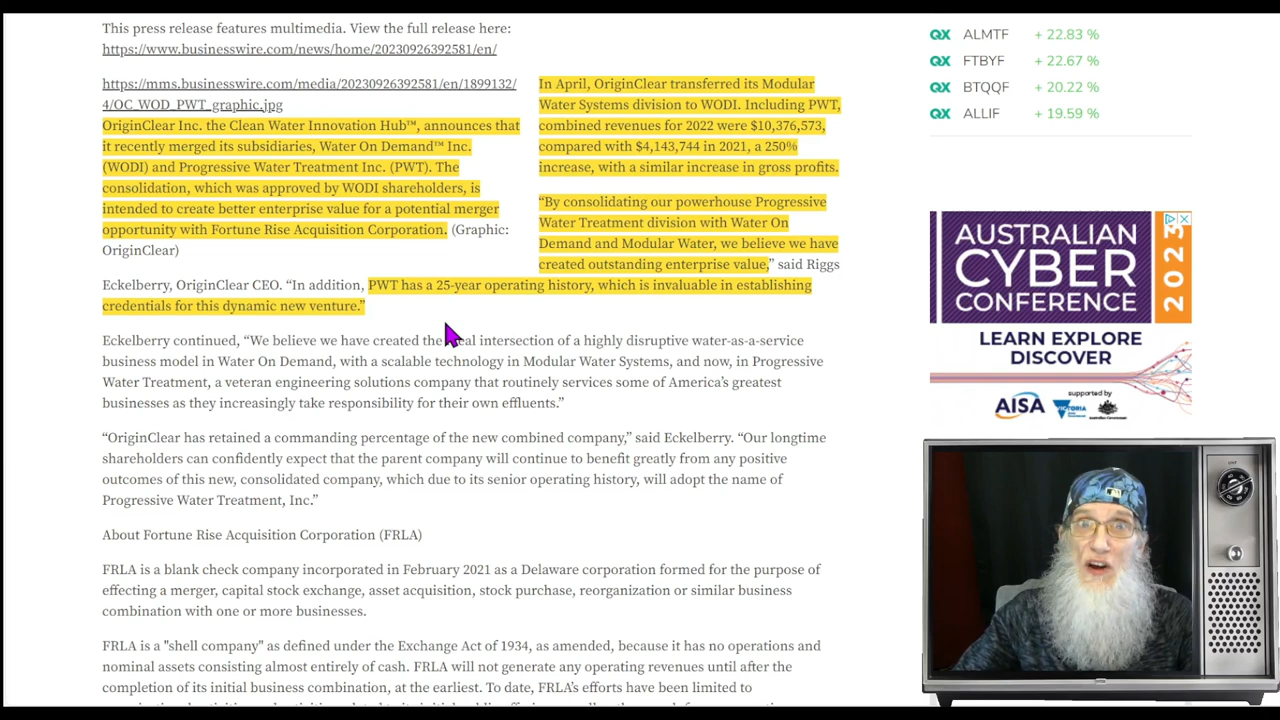 This press release features multimedia. View the full release here:
https://www.businesswire.com/news/home/20230926392581/en/
https://mms.businesswire.com/media/20230926392581/en/1899132/
4/OC_WOD_PWT_graphic.jpg
OriginClear Inc. the Clean Water Innovation Hub™, announces that
it recently merged its subsidiaries, Water On Demand™ Inc.
(WODI) and Progressive Water Treatment Inc. (PWT). The
consolidation, which was approved by WODI shareholders, is
intended to create better enterprise value for a potential merger
opportunity with Fortune Rise Acquisition Corporation. (Graphic:
OriginClear)
In April, OriginClear transferred its Modular
Water Systems division to WODI. Including PWT,
combined revenues for 2022 were $10,376,573,
compared with $4,143,744 in 2021, a 250%
increase, with a similar increase in gross profits.
“By consolidating our powerhouse Progressive
Water Treatment division with Water On
Demand and Modular Water, we believe we have
created outstanding enterprise value,” said Riggs
Eckelberry, OriginClear CEO. “In addition, PWT has a 25-year operating history, which is invaluable in establishing
credentials for this dynamic new venture.”
Eckelberry continued, “We believe we have created the intersection of a highly disruptive water-as-a-service
business model in Water On Demand, with a scalable technology in Modular Water Systems, and now, in Progressive
Water Treatment, a veteran engineering solutions company that routinely services some of America’s greatest
businesses as they increasingly take responsibility for their own effluents.”
“OriginClear has retained a commanding percentage of the new combined company,” said Eckelberry. “Our longtime
shareholders can confidently expect that the parent company will continue to benefit greatly from any positive
outcomes of this new, consolidated company, which due to its senior operating history, will adopt the name of
Progressive Water Treatment, Inc.”
About Fortune Rise Acquisition Corporation (FRLA)
FRLA is a blank check company incorporated in February 2021 as a Delaware corporation formed for the purpose of
effecting a merger, capital stock exchange, asset acquisition, stock purchase, reorganization or similar business
combination with one or more businesses.
FRLA is a "shell company" as defined under the Exchange Act of 1934, as amended, because it has no operations and
nominal assets consisting almost entirely of cash. FRLA will not generate any operating revenues until after the
completion of its initial business combination, at the earliest. To date, FRLA’s efforts have been limited to
QX ALMTF + 22.83 %
QX FTBYF + 22.67 %
QX BTQQF + 20.22 %
QX ALLIF + 19.59 %
AUSTRALIAN
CYBER
CONFERENCE
2023
LEARN EXPLORE
DISCOVER
supported by
AISA
VICTORIA